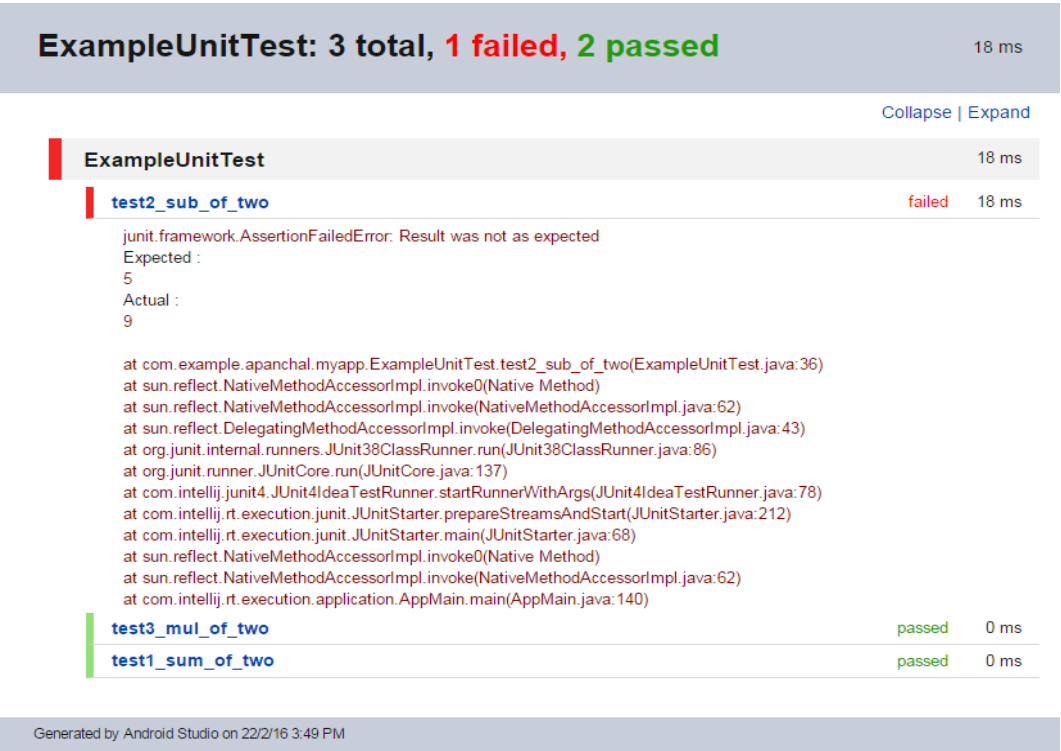 ExampleUnitTest: 3 total, 1 failed, 2 passed 18 ms
Collapse | Expand
ExampleUnitTest 18 ms
test2_sub_of_two failed 18 ms
junit.framework.AssertionFailedError: Result was not as expected
Expected :
5
Actual :
9
at com.example.apanchal.myapp.ExampleUnitTest.test2_sub_of_two(ExampleUnitTest.java:36)
at sun.reflect.NativeMethodAccessorImpl.invoke0(Native Method)
at sun.reflect.NativeMethodAccessorImpl.invoke(NativeMethodAccessorImpl.java:62)
at sun.reflect.DelegatingMethodAccessorImpl.invoke(DelegatingMethodAccessorImpl.java:43)
at org.junit.internal.runners.JUnit38ClassRunner.run(JUnit38ClassRunner.java:86)
at org.junit.runner.JUnitCore.run(JUnitCore.java:137)
at com.intellij.junit4.JUnit4IdeaTestRunner.startRunnerWithArgs(JUnit4IdeaTestRunner.java:78)
at com.intellij.rt.execution.junit.JUnitStarter.prepareStreamsAndStart(JUnitStarter.java:212)
at com.intellij.rt.execution.junit.JUnitStarter.main(JUnitStarter.java:68)
at sun.reflect.NativeMethodAccessorImpl.invoke0(Native Method)
at sun.reflect.NativeMethodAccessorImpl.invoke(NativeMethodAccessorImpl.java:62)
at com.intellij.rt.execution.application.AppMain.main(AppMain.java:140)
test3_mul_of_two passed 0 ms
test1_sum_of_two passed 0 ms
Generated by Android Studio on 22/2/16 3:49 PM